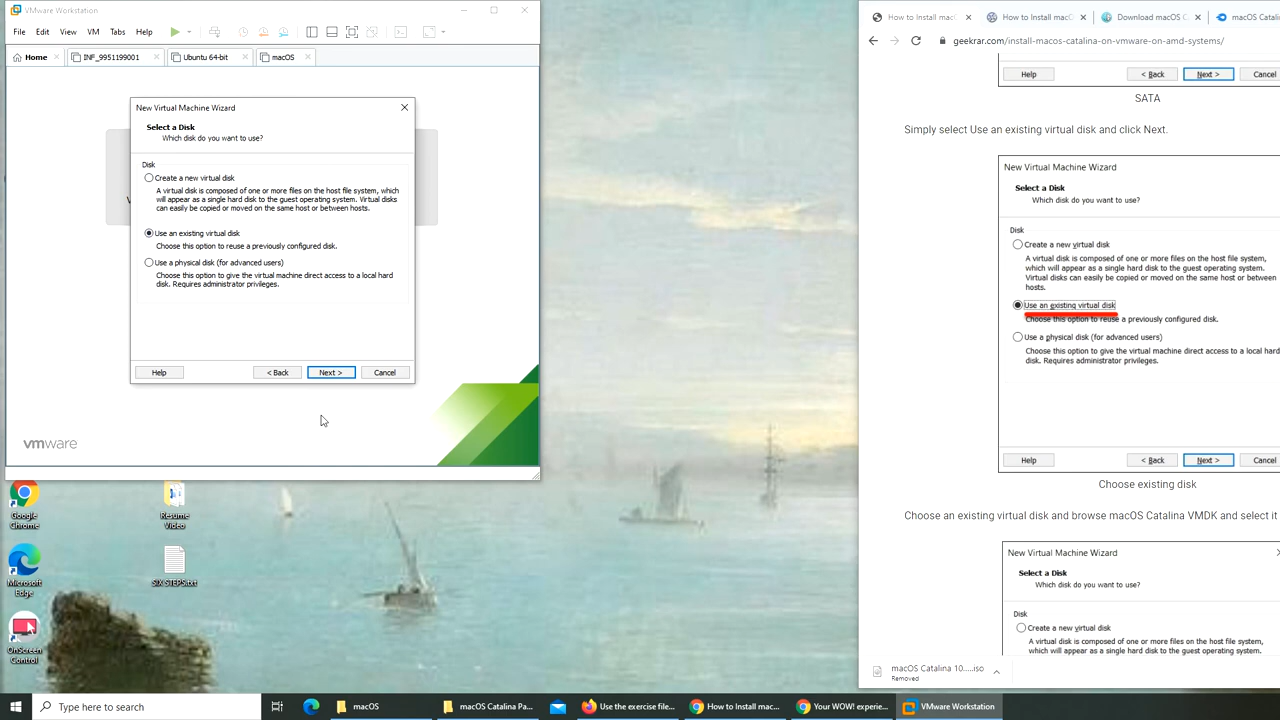 VMware Workstation
File Edit View VM Tabs Help
Home INF_9951199001 Ubuntu 64-bit macOS
New Virtual Machine Wizard
Select a Disk
Which disk do you want to use?
Disk
Create a new virtual disk
A virtual disk is composed of one or more files on the host file system, which
will appear as a single hard disk to the guest operating system. Virtual disks
can easily be copied or moved on the same host or between hosts.
Use an existing virtual disk
Choose this option to reuse a previously configured disk.
Use a physical disk (for advanced users)
Choose this option to give the virtual machine direct access to a local hard
disk. Requires administrator privileges.
Help < Back Next > Cancel
vmware
Google
Chrome
Resume
Video
Microsoft
Edge
SIX STEPS.txt
OnScreen
Control
How to Install mac How to Install mac Download macOS C macOS Catalin
geekrar.com/install-macos-catalina-on-vmware-on-amd-systems/
Help < Back Next > Cancel
SATA
Simply select Use an existing virtual disk and click Next.
New Virtual Machine Wizard
Select a Disk
Which disk do you want to use?
Disk
Create a new virtual disk
A virtual disk is composed of one or more files on the host file system,
which will appear as a single hard disk to the guest operating system.
Virtual disks can easily be copied or moved on the same host or between
hosts.
Use an existing virtual disk
Choose this option to reuse a previously configured disk.
Use a physical disk (for advanced users)
Choose this option to give the virtual machine direct access to a local hard
disk. Requires administrator privileges.
Help < Back Next > Cancel
Choose existing disk
Choose an existing virtual disk and browse macOS Catalina VMDK and select it
New Virtual Machine Wizard
Select a Disk
Which disk do you want to use?
Disk
Create a new virtual disk
A virtual disk is composed of one or more files on the host file system,
macOS Catalina 10.....iso
Removed
Type here to search macOS macOS Catalina Pa... Use the exercise file... How to Install mac... Your WOW! experie... VMware Workstation